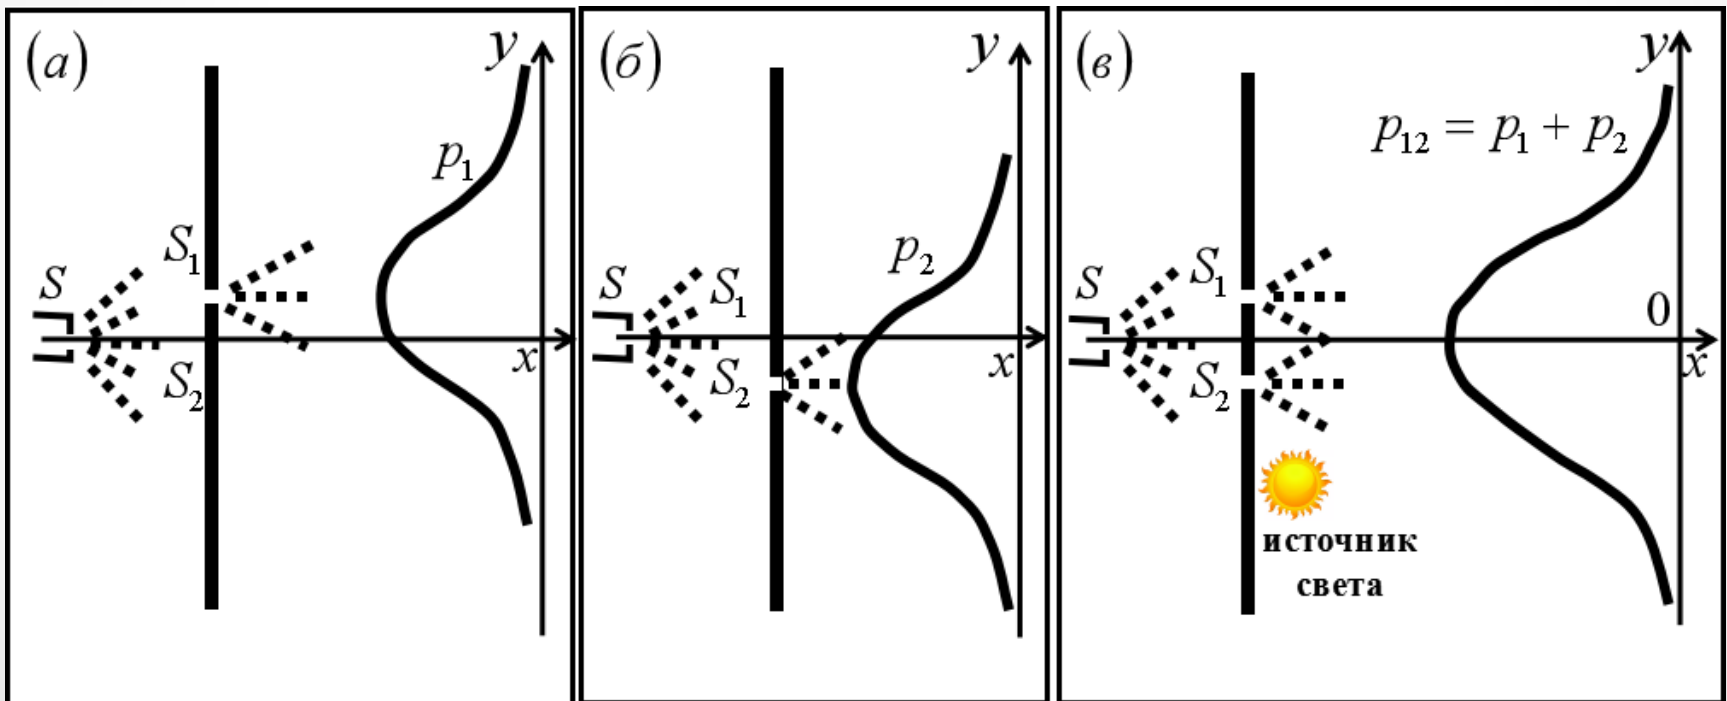 (а)
y
p₁
S₁
S
S₂
x
(б)
y
p₂
S
S₁
S₂
x
(в)
y
p₁₂ = p₁ + p₂
S₁
S
0
S₂
x
источник
света